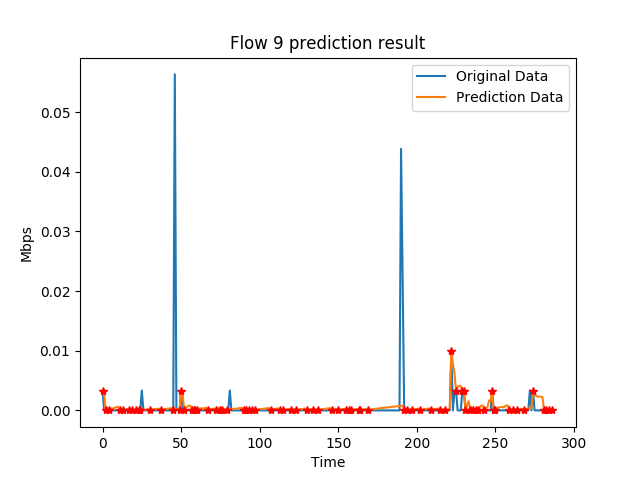 Flow 9 prediction result
Original Data
Prediction Data
0.05
0.04
0.03
0.02
0.01
0.00
Mbps
0 50 100 150 200 250 300
Time